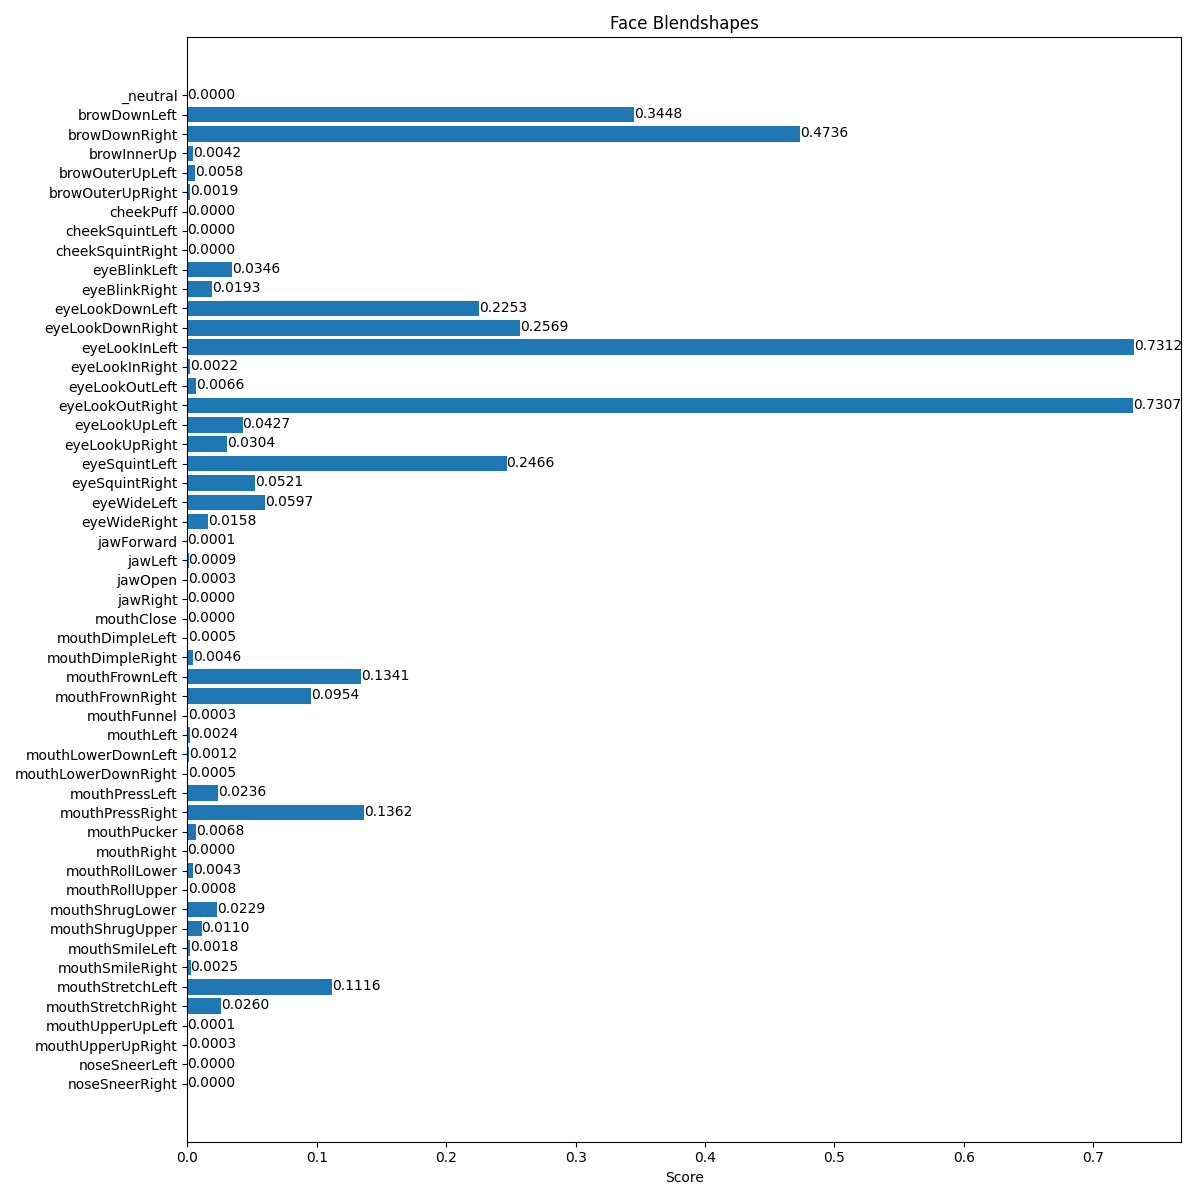 Face Blendshapes
_neutral 0.0000
browDownLeft 0.3448
browDownRight 0.4736
browInnerUp 0.0042
browOuterUpLeft 0.0058
browOuterUpRight 0.0019
cheekPuff 0.0000
cheekSquintLeft 0.0000
cheekSquintRight 0.0000
eyeBlinkLeft 0.0346
eyeBlinkRight 0.0193
eyeLookDownLeft 0.2253
eyeLookDownRight 0.2569
eyeLookInLeft 0.7312
eyeLookInRight 0.0022
eyeLookOutLeft 0.0066
eyeLookOutRight 0.7307
eyeLookUpLeft 0.0427
eyeLookUpRight 0.0304
eyeSquintLeft 0.2466
eyeSquintRight 0.0521
eyeWideLeft 0.0597
eyeWideRight 0.0158
jawForward 0.0001
jawLeft 0.0009
jawOpen 0.0003
jawRight 0.0000
mouthClose 0.0000
mouthDimpleLeft 0.0005
mouthDimpleRight 0.0046
mouthFrownLeft 0.1341
mouthFrownRight 0.0954
mouthFunnel 0.0003
mouthLeft 0.0024
mouthLowerDownLeft 0.0012
mouthLowerDownRight 0.0005
mouthPressLeft 0.0236
mouthPressRight 0.1362
mouthPucker 0.0068
mouthRight 0.0000
mouthRollLower 0.0043
mouthRollUpper 0.0008
mouthShrugLower 0.0229
mouthShrugUpper 0.0110
mouthSmileLeft 0.0018
mouthSmileRight 0.0025
mouthStretchLeft 0.1116
mouthStretchRight 0.0260
mouthUpperUpLeft 0.0001
mouthUpperUpRight 0.0003
noseSneerLeft 0.0000
noseSneerRight 0.0000
0.0 0.1 0.2 0.3 0.4 0.5 0.6 0.7
Score